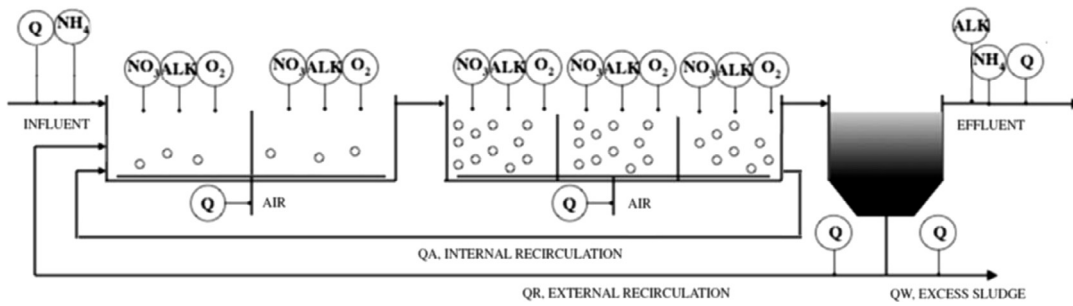 Q NH₄ ALK
NH₄ Q
NO₃ ALK O₂ NO₃ ALK O₂ NO₃ ALK O₂ NO₃ ALK O₂ NO₃ ALK O₂
INFLUENT EFFLUENT
Q AIR Q AIR
Q Q
QA, INTERNAL RECIRCULATION
QR, EXTERNAL RECIRCULATION QW, EXCESS SLUDGE